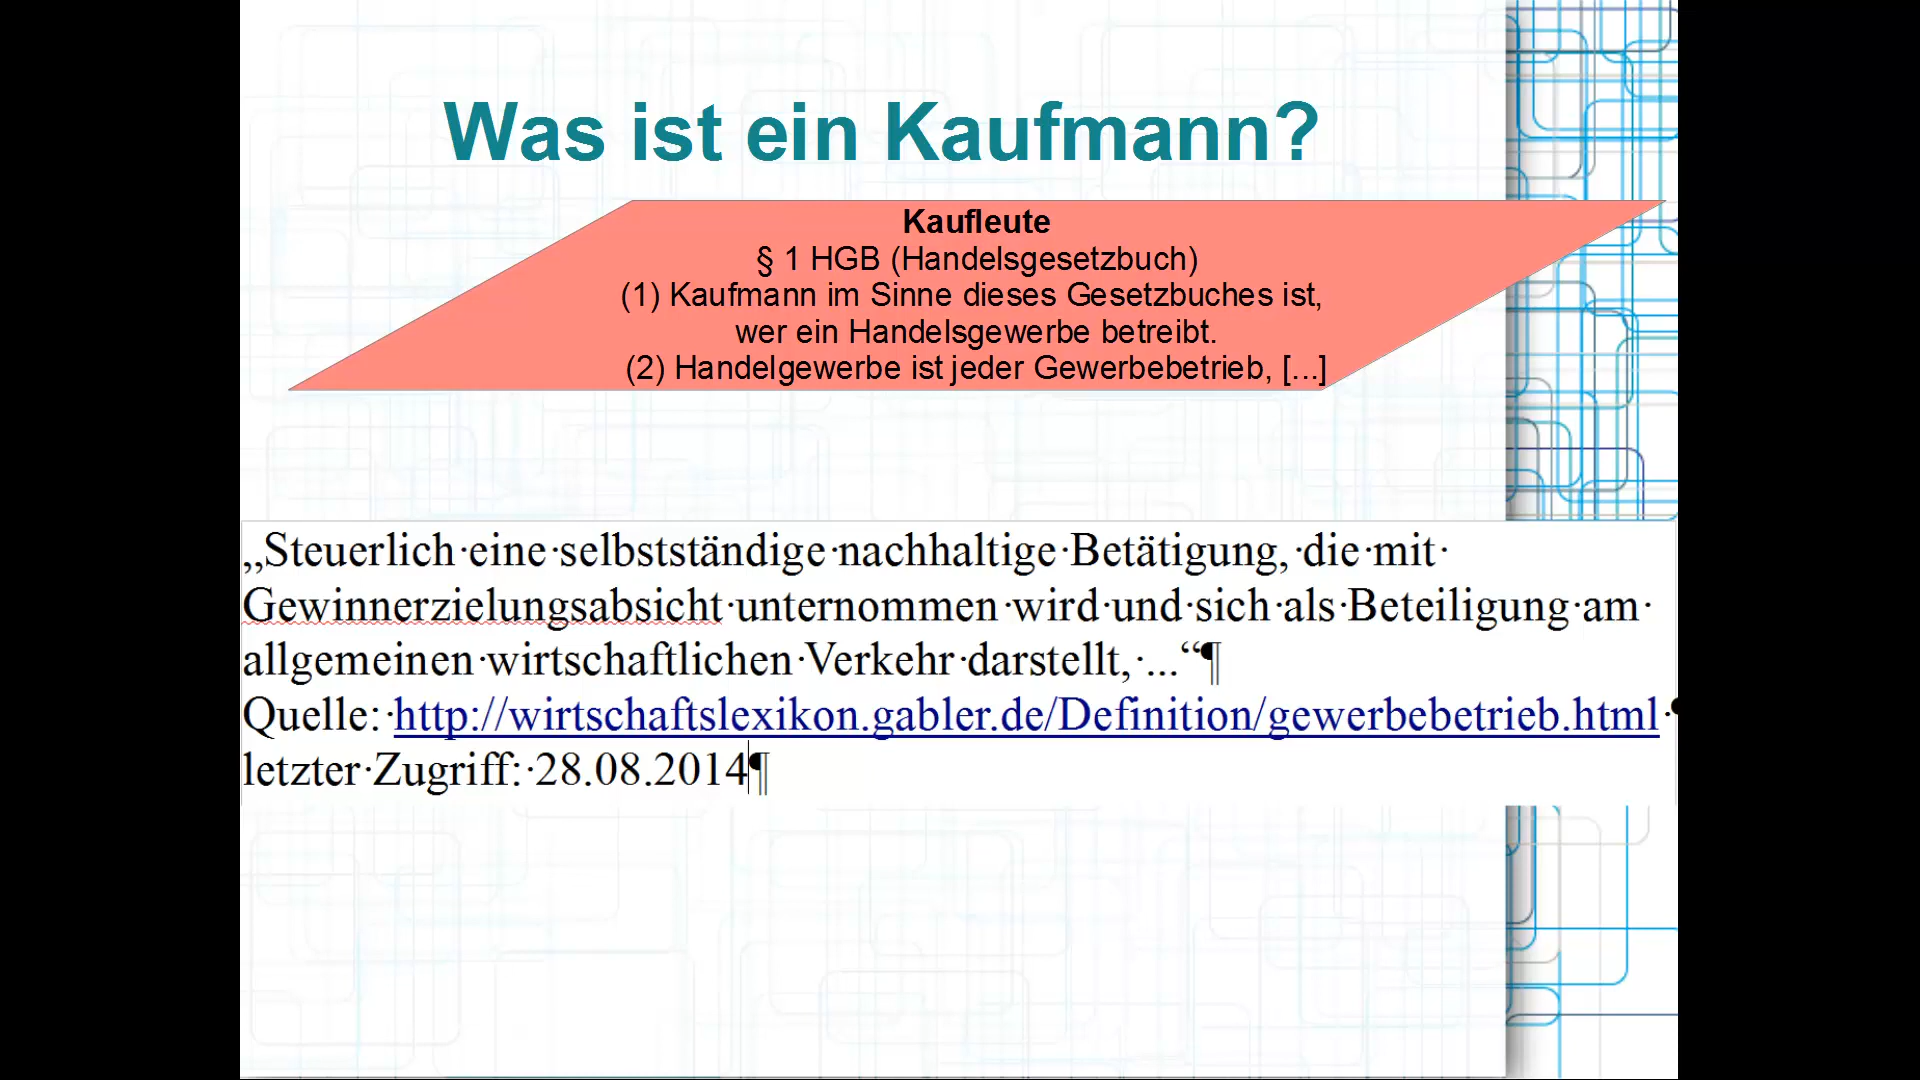 Was ist ein Kaufmann?
Kaufleute
§ 1 HGB (Handelsgesetzbuch)
(1) Kaufmann im Sinne dieses Gesetzbuches ist,
wer ein Handelsgewerbe betreibt.
(2) Handelgewerbe ist jeder Gewerbebetrieb, [...]
„Steuerlich·eine·selbstständige·nachhaltige·Betätigung,·die·mit·
Gewinnerzielungsabsicht·unternommen·wird·und·sich·als·Beteiligung·am·
allgemeinen·wirtschaftlichen·Verkehr·darstellt,·...“¶
Quelle:·http://wirtschaftslexikon.gabler.de/Definition/gewerbebetrieb.html·¶
letzter·Zugriff:·28.08.2014¶